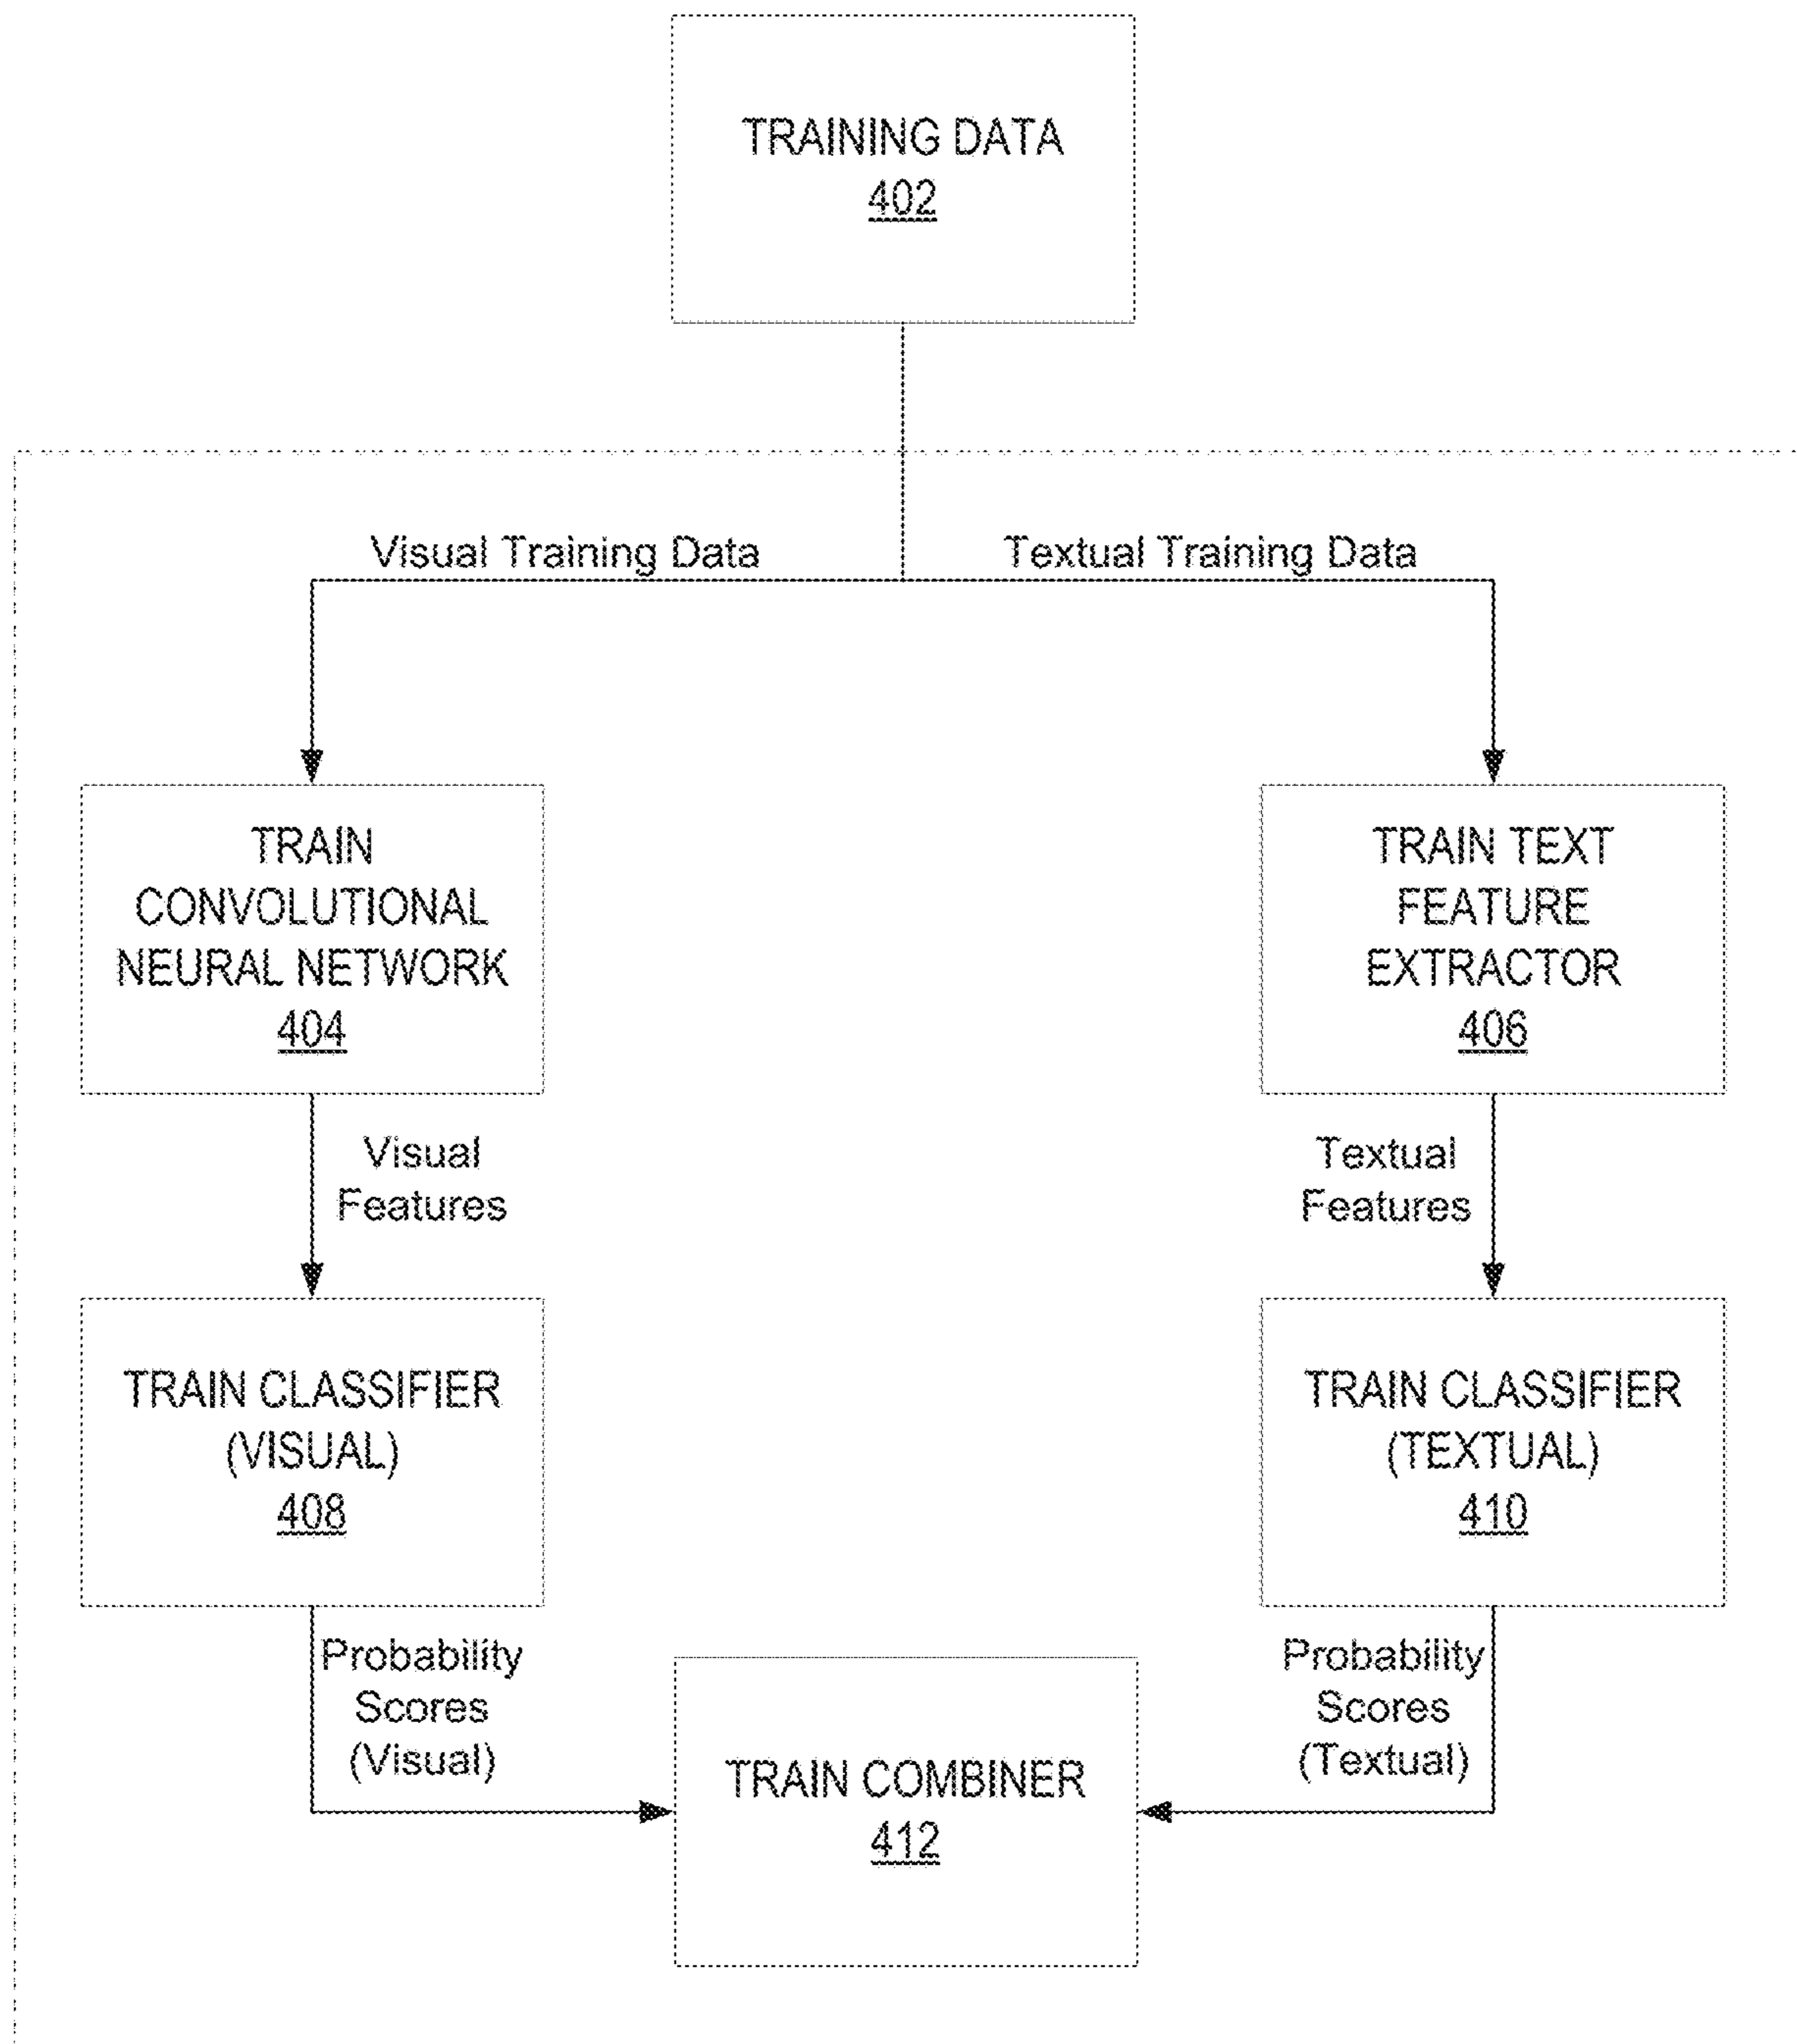 TRAINING DATA
402
Visual Training Data
Textual Training Data
TRAIN
CONVOLUTIONAL
NEURAL NETWORK
404
TRAIN TEXT
FEATURE
EXTRACTOR
406
Visual
Features
Textual
Features
TRAIN CLASSIFIER
(VISUAL)
408
TRAIN CLASSIFIER
(TEXTUAL)
410
Probability
Scores
(Visual)
Probability
Scores
(Textual)
TRAIN COMBINER
412